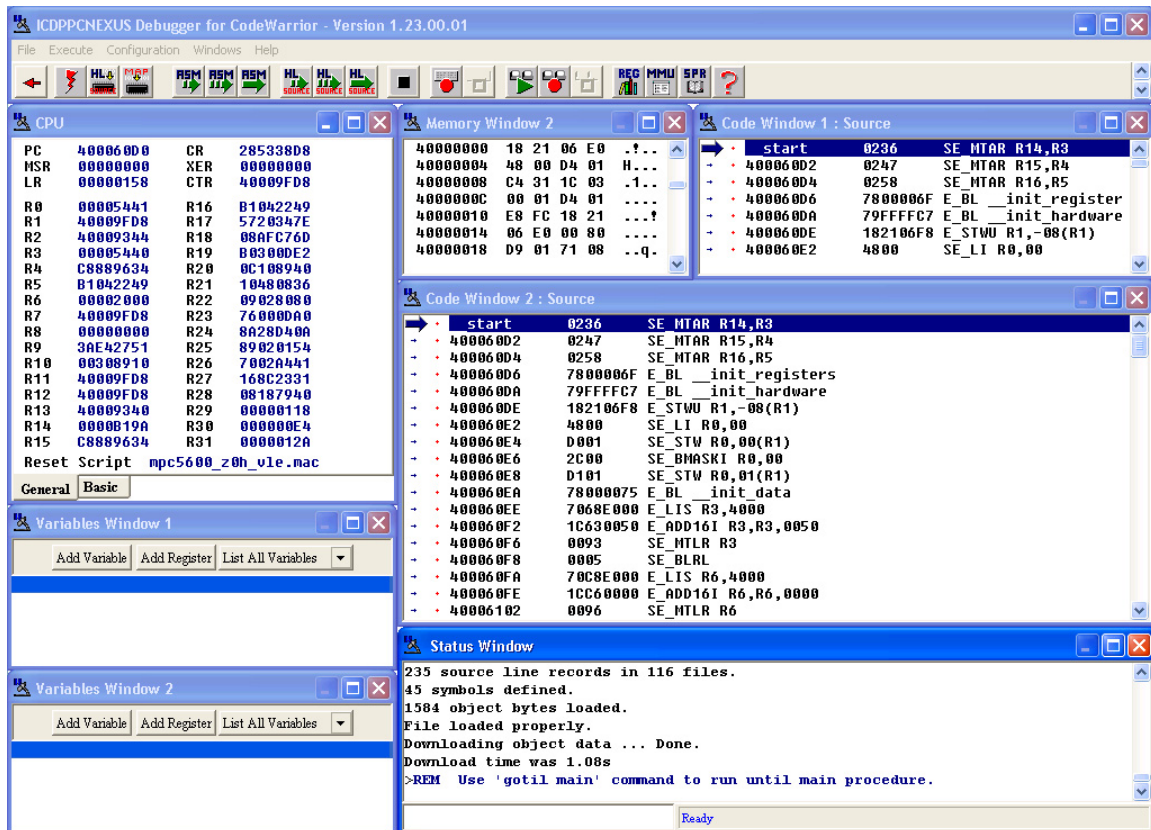 ICDPPCNEXUS Debugger for CodeWarrior - Version 1.23.00.01
File Execute Configuration Windows Help
HL MAP ASM ASM ASM HL HL HL REG MMU SPR
SOURCE SOURCE SOURCE SOURCE
CPU
PC 400060D0 CR 285338D8
MSR 00000000 XER 00000000
LR 00000158 CTR 40009FD8
R0 00005441 R16 B1042249
R1 40009FD8 R17 5720347E
R2 40009344 R18 08AFC76D
R3 00005440 R19 B0300DE2
R4 C8889634 R20 0C108940
R5 B1042249 R21 10480836
R6 00002000 R22 09028080
R7 40009FD8 R23 76000DA0
R8 00000000 R24 8A28D40A
R9 3AE42751 R25 89020154
R10 00308910 R26 7002A441
R11 40009FD8 R27 168C2331
R12 40009FD8 R28 08187940
R13 40009340 R29 00000118
R14 0000B19A R30 000000E4
R15 C8889634 R31 0000012A
Reset Script mpc5600_z0h_vle.mac
General Basic
Memory Window 2
40000000 18 21 06 E0 .!..
40000004 48 00 D4 01 H...
40000008 C4 31 1C 03 .1..
4000000C 00 01 D4 01 ....
40000010 E8 FC 18 21 ...!
40000014 06 E0 00 80 ....
40000018 D9 01 71 08 ..q.
Code Window 1 : Source
_start 0236 SE_MTAR R14,R3
400060D2 0247 SE_MTAR R15,R4
400060D4 0258 SE_MTAR R16,R5
400060D6 7800006F E_BL __init_register
400060DA 79FFFFC7 E_BL __init_hardware
400060DE 182106F8 E_STWU R1,-08(R1)
400060E2 4800 SE_LI R0,00
Code Window 2 : Source
_start 0236 SE_MTAR R14,R3
400060D2 0247 SE_MTAR R15,R4
400060D4 0258 SE_MTAR R16,R5
400060D6 7800006F E_BL __init_registers
400060DA 79FFFFC7 E_BL __init_hardware
400060DE 182106F8 E_STWU R1,-08(R1)
400060E2 4800 SE_LI R0,00
400060E4 D001 SE_STW R0,00(R1)
400060E6 2C00 SE_BMASKI R0,00
400060E8 D101 SE_STW R0,01(R1)
400060EA 78000075 E_BL __init_data
400060EE 7068E000 E_LIS R3,4000
400060F2 1C630050 E_ADD16I R3,R3,0050
400060F6 0093 SE_MTLR R3
400060F8 0005 SE_BLRL
400060FA 70C8E000 E_LIS R6,4000
400060FE 1CC60000 E_ADD16I R6,R6,0000
40006102 0096 SE_MTLR R6
Variables Window 1
Add Variable Add Register List All Variables
Variables Window 2
Add Variable Add Register List All Variables
Status Window
235 source line records in 116 files.
45 symbols defined.
1584 object bytes loaded.
File loaded properly.
Downloading object data ... Done.
Download time was 1.08s
>REM Use 'gotil main' command to run until main procedure.
Ready